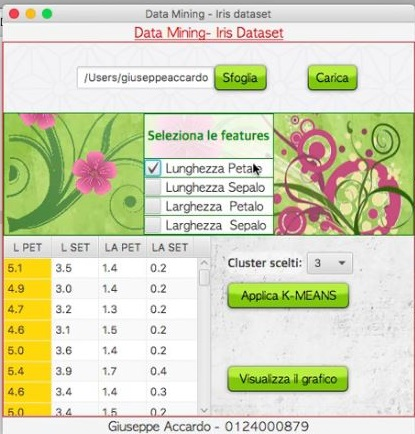 Data Mining - Iris dataset
Data Mining- Iris Dataset
/Users/giuseppeaccardo Sfoglia Carica
Seleziona le features
Lunghezza Petalo
Lunghezza Sepalo
Larghezza Petalo
Larghezza Sepalo
L PET L SET LA PET LA SET
5.1 3.5 1.4 0.2
4.9 3.0 1.4 0.2
4.7 3.2 1.3 0.2
4.6 3.1 1.5 0.2
5.0 3.6 1.4 0.2
5.4 3.9 1.7 0.4
4.6 3.4 1.4 0.3
5.0 3.4 1.5 0.2
Cluster scelti: 3
Applica K-MEANS
Visualizza il grafico
Giuseppe Accardo - 0124000879